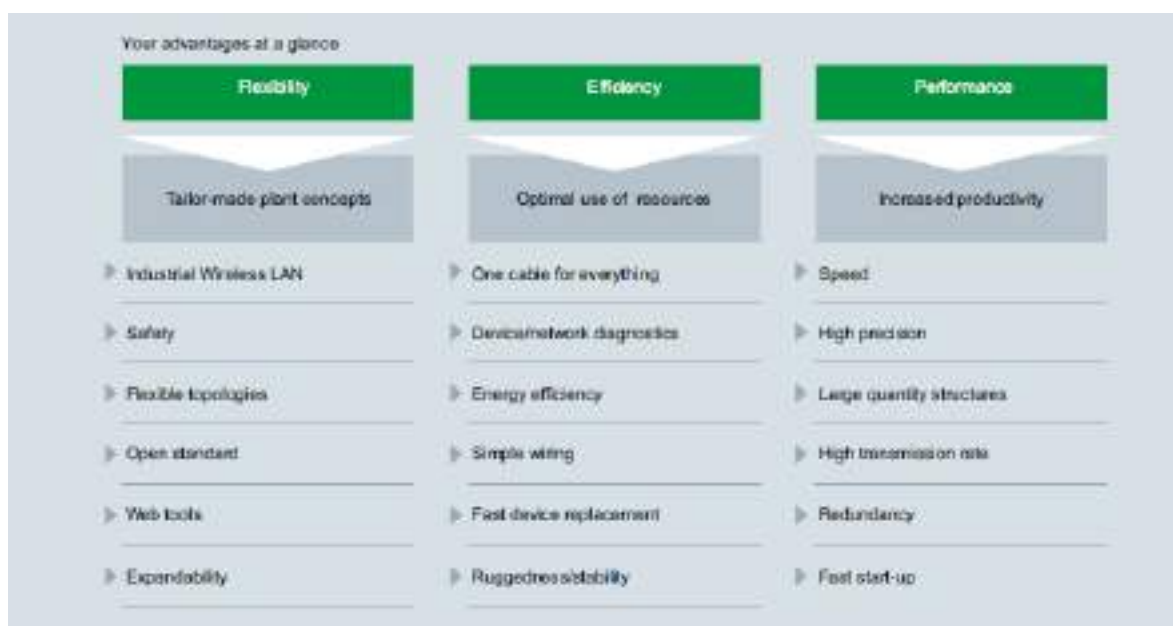 Your advantages at a glance
Flexibility
Efficiency
Performance
Tailor-made plant concepts
Optimal use of resources
Increased productivity
Industrial Wireless LAN
One cable for everything
Speed
Safety
Device/network diagnostics
High precision
Flexible topologies
Energy efficiency
Large quantity structures
Open standard
Simple wiring
High transmission rate
Web tools
Fast device replacement
Redundancy
Expandability
Ruggedness/stability
Fast start-up